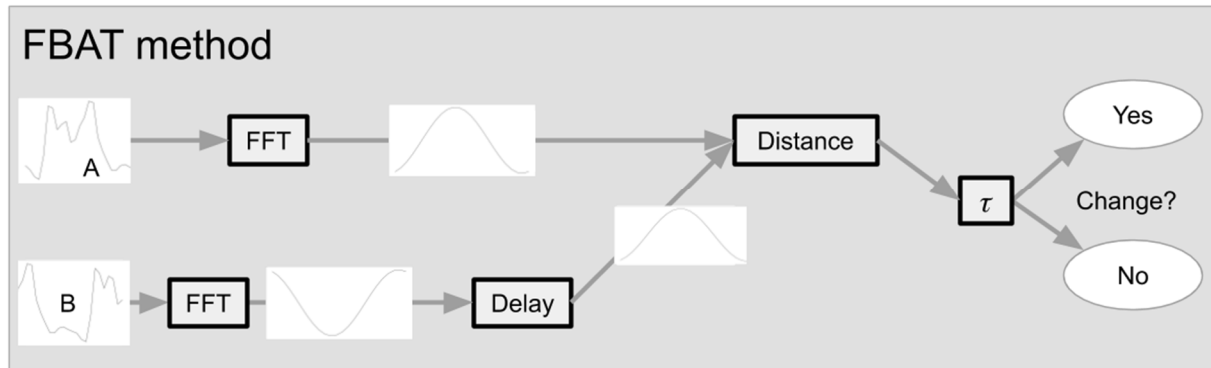 FBAT method
A
FFT
Distance
Yes
τ
Change?
B
FFT
Delay
No